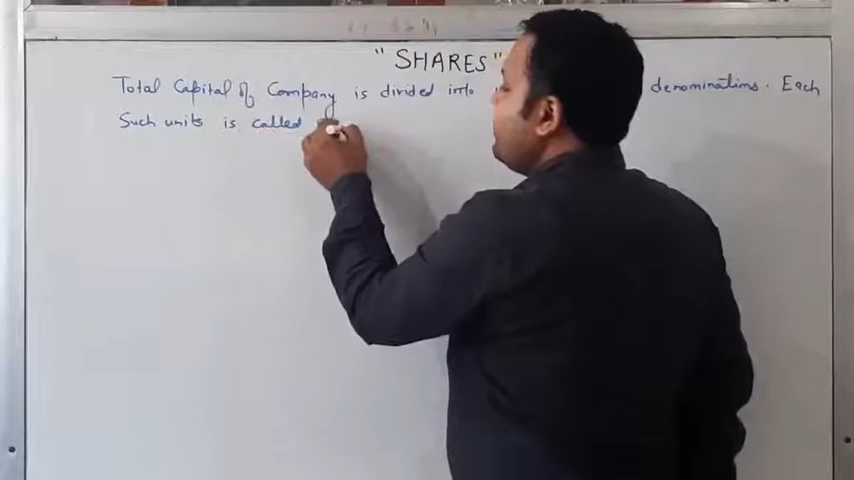 " SHARES "
Total Capital of Company is divided into denominations. Each
Such units is called